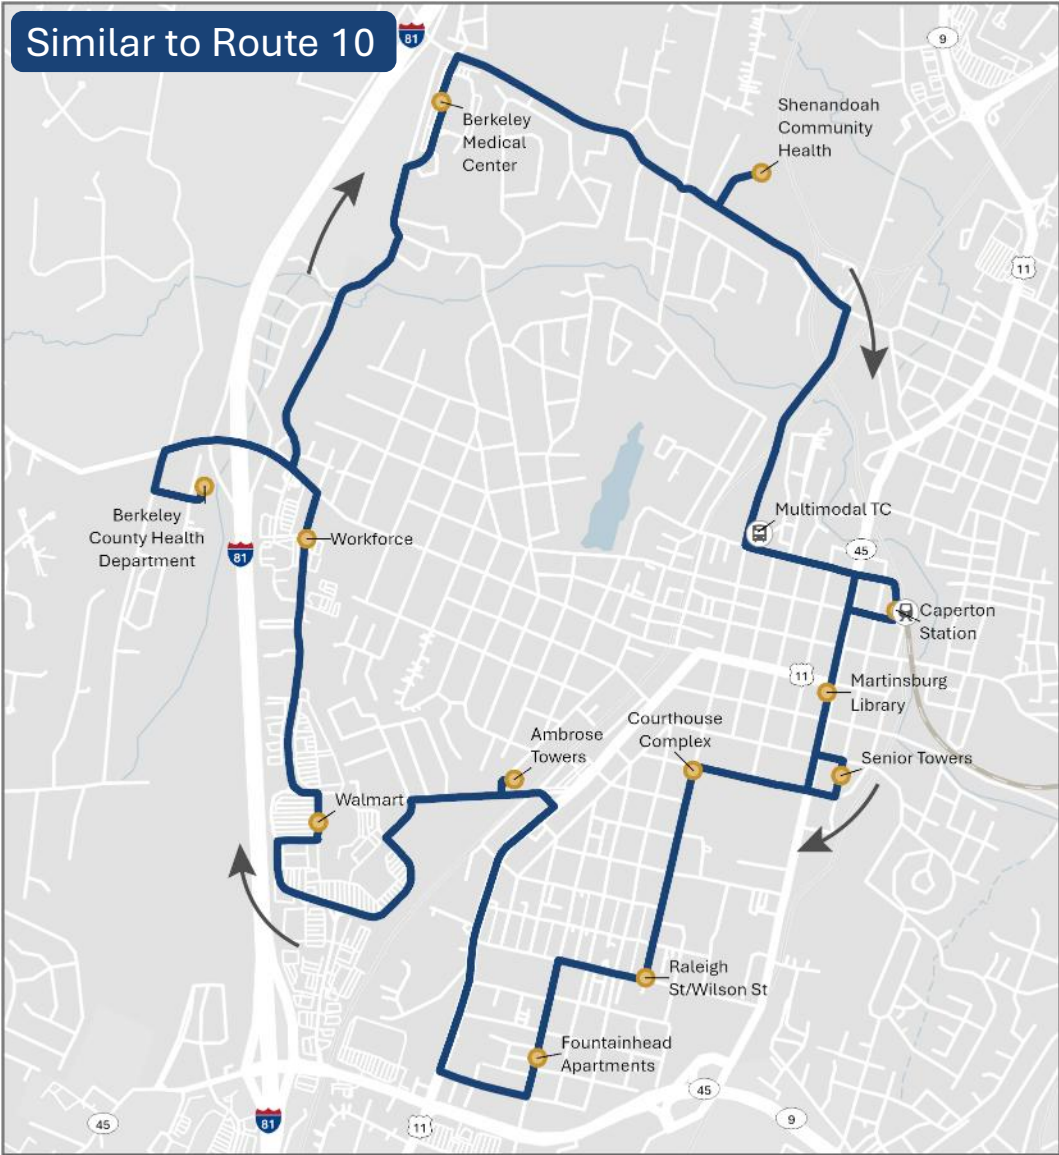 Similar to Route 10
81
9
Shenandoah
Community
Health
Berkeley
Medical
Center
11
Multimodal TC
Berkeley
County Health
Department
Workforce
81
45
Caperton
Station
11
Martinsburg
Library
Courthouse
Complex
Ambrose
Towers
Senior Towers
Walmart
Raleigh
St/Wilson St
Fountainhead
Apartments
45
9
45
81
11